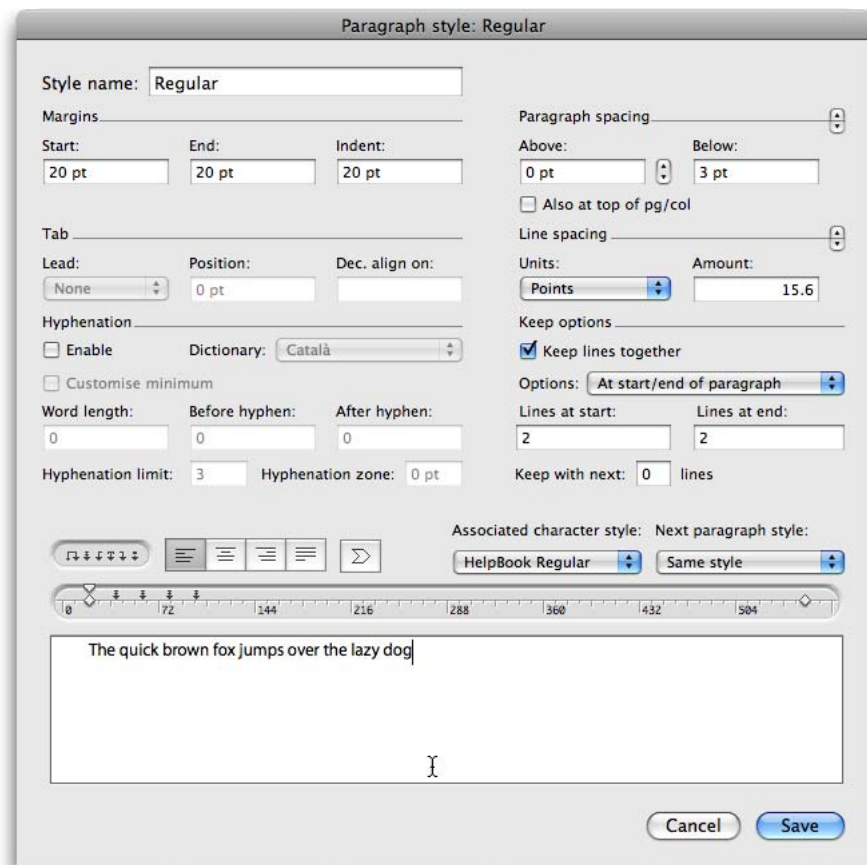 Paragraph style: Regular
Style name: Regular
Margins
Start: End: Indent:
20 pt 20 pt 20 pt
Paragraph spacing
Above: Below:
0 pt 3 pt
Also at top of pg/col
Tab
Lead: Position: Dec. align on:
None 0 pt
Line spacing
Units: Amount:
Points 15.6
Hyphenation
Enable Dictionary: Català
Customise minimum
Word length: Before hyphen: After hyphen:
0 0 0
Hyphenation limit: 3 Hyphenation zone: 0 pt
Keep options
Keep lines together
Options: At start/end of paragraph
Lines at start: Lines at end:
2 2
Keep with next: 0 lines
Associated character style: Next paragraph style:
HelpBook Regular Same style
0 72 144 216 288 360 432 504
The quick brown fox jumps over the lazy dog
Cancel Save